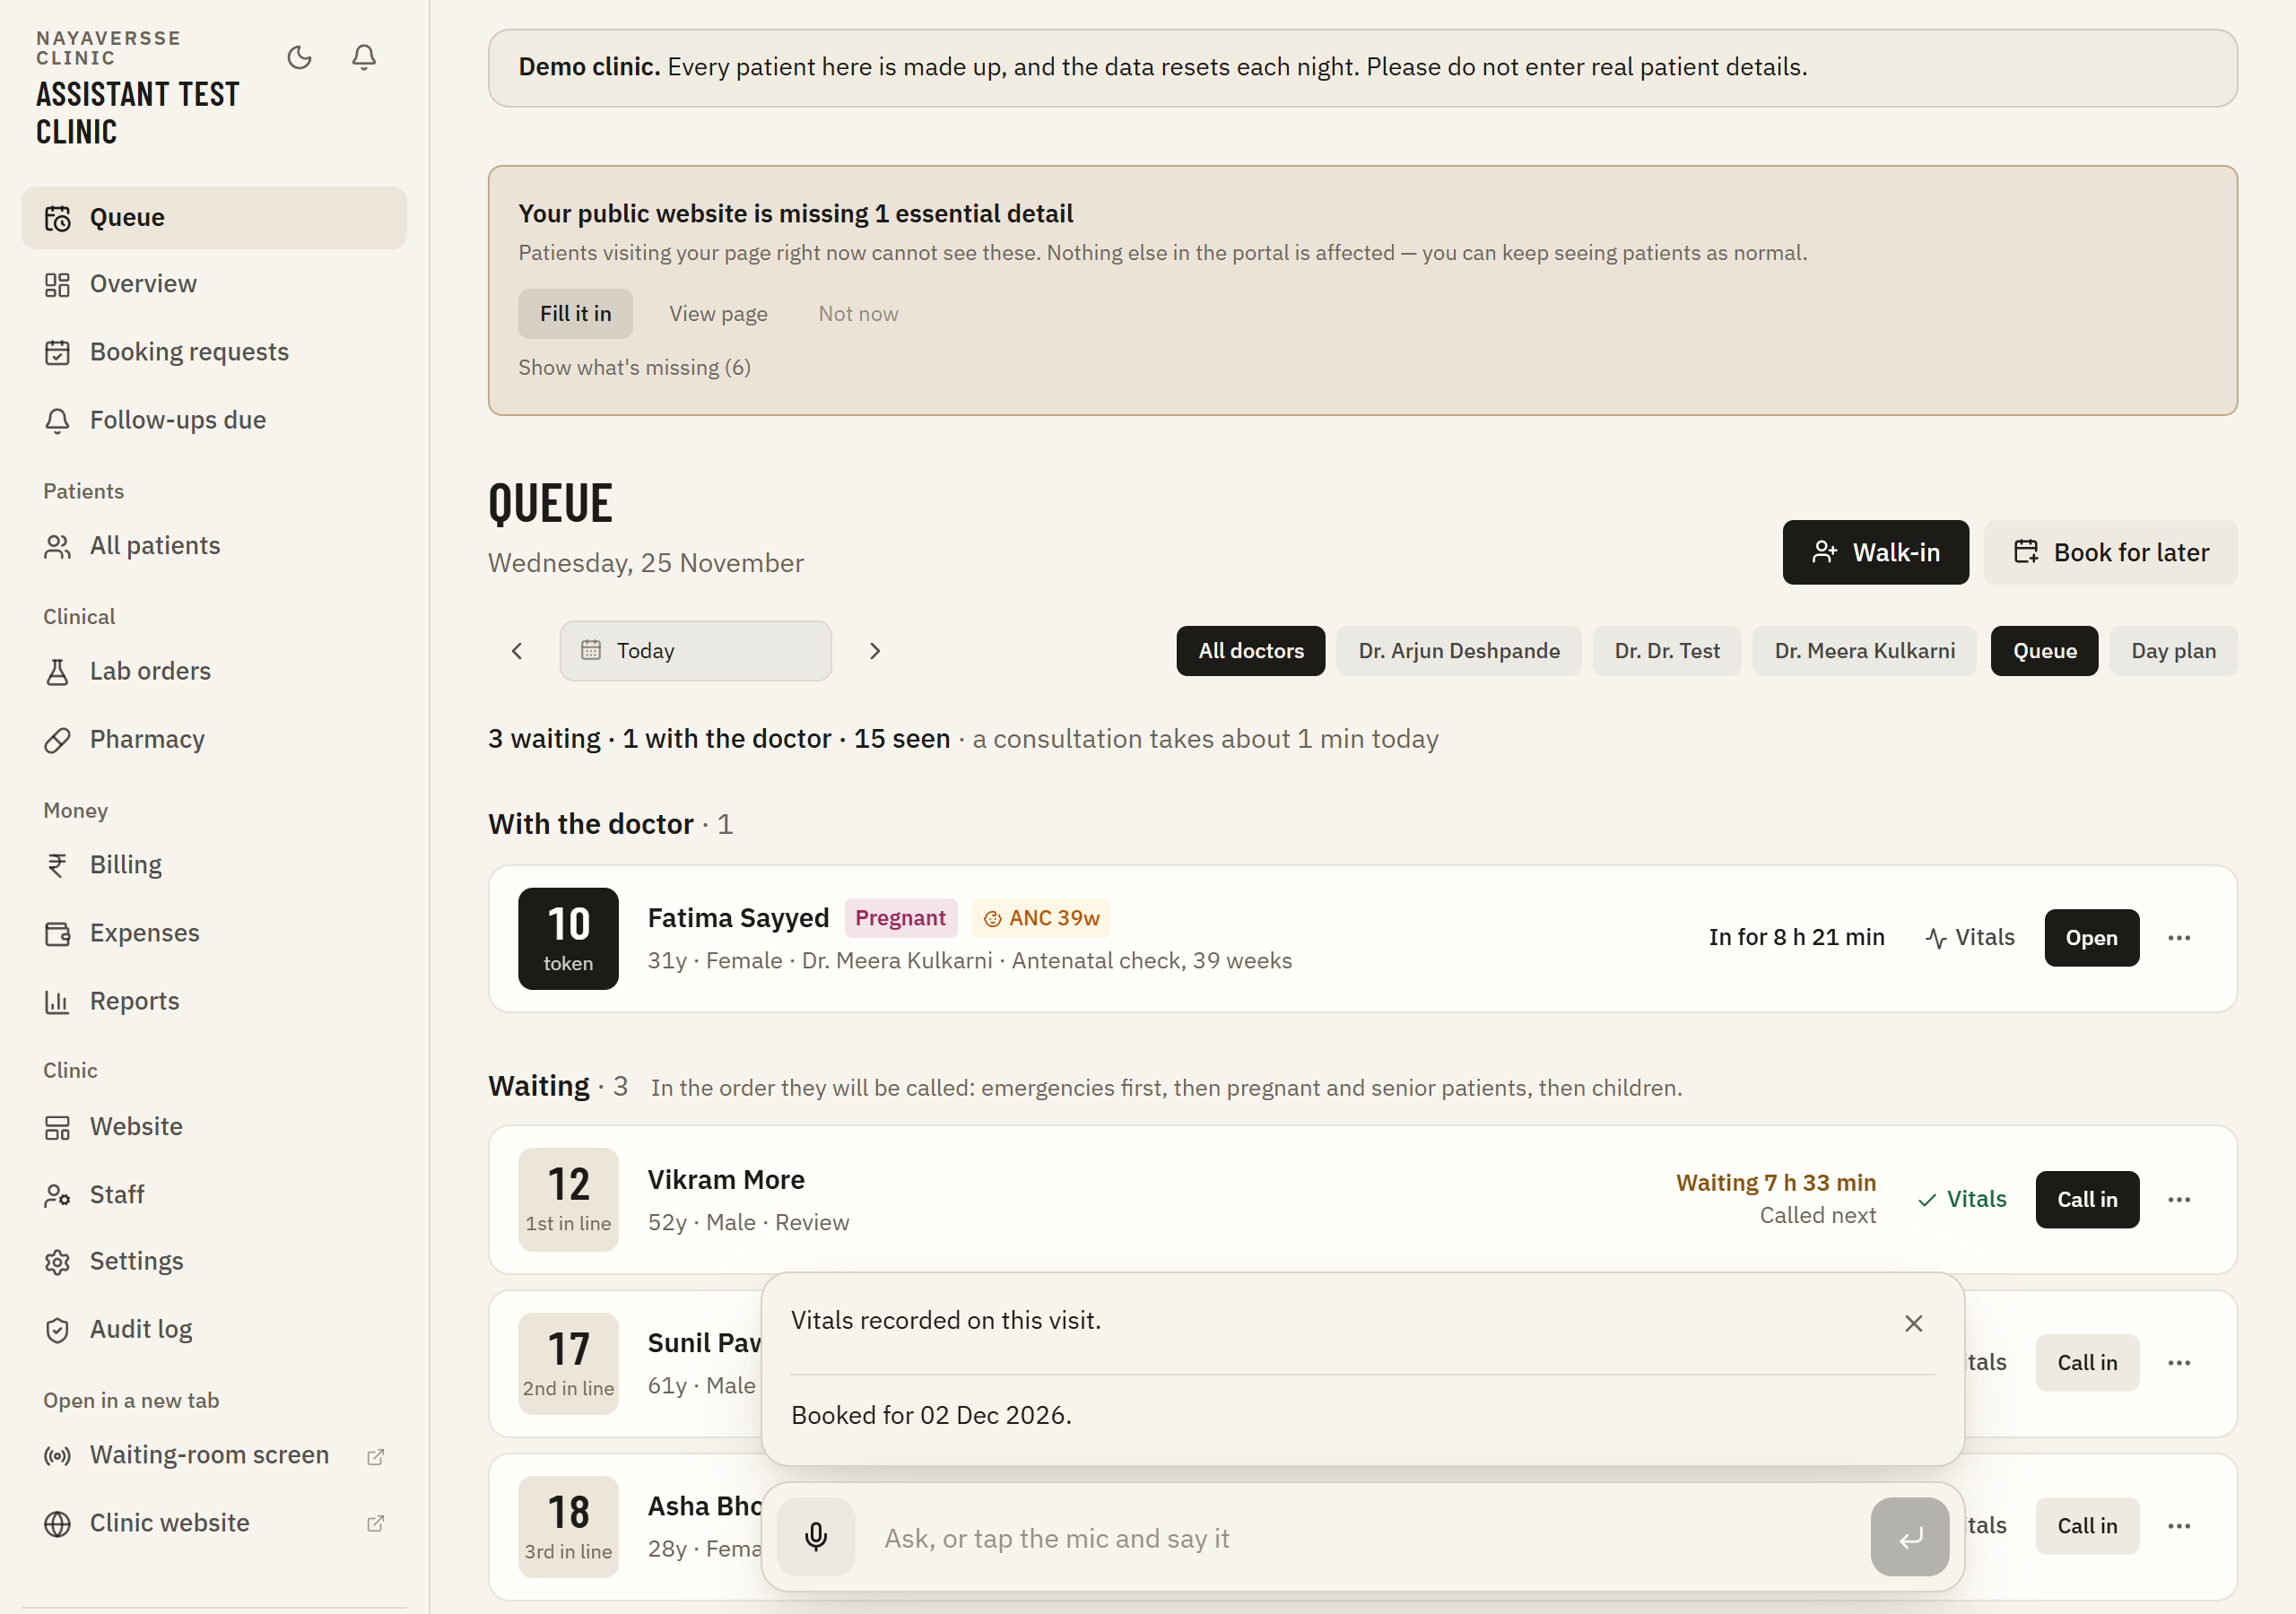 NAYAVERSSE
CLINIC
ASSISTANT TEST
CLINIC
Queue
Overview
Booking requests
Follow-ups due
Patients
All patients
Clinical
Lab orders
Pharmacy
Money
Billing
Expenses
Reports
Clinic
Website
Staff
Settings
Audit log
Open in a new tab
Waiting-room screen
Clinic website
Demo clinic. Every patient here is made up, and the data resets each night. Please do not enter real patient details.
Your public website is missing 1 essential detail
Patients visiting your page right now cannot see these. Nothing else in the portal is affected — you can keep seeing patients as normal.
Fill it in View page Not now
Show what's missing (6)
QUEUE
Wednesday, 25 November
Walk-in Book for later
Today
All doctors Dr. Arjun Deshpande Dr. Dr. Test Dr. Meera Kulkarni Queue Day plan
3 waiting · 1 with the doctor · 15 seen · a consultation takes about 1 min today
With the doctor · 1
10
token
Fatima Sayyed Pregnant ANC 39w
31y · Female · Dr. Meera Kulkarni · Antenatal check, 39 weeks
In for 8 h 21 min Vitals Open
Waiting · 3 In the order they will be called: emergencies first, then pregnant and senior patients, then children.
12
1st in line
Vikram More
52y · Male · Review
Waiting 7 h 33 min
Called next
Vitals Call in
17
2nd in line
Sunil
61y · Male
Call in
18
3rd in line
Asha
28y ·
Call in
Vitals recorded on this visit.
Booked for 02 Dec 2026.
Ask, or tap the mic and say it